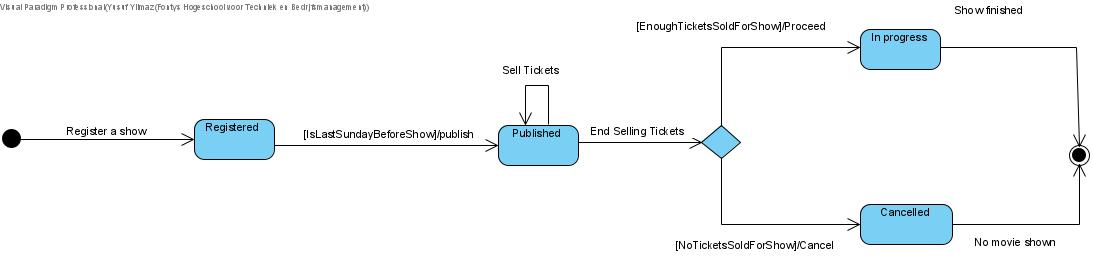 Visual Paradigm Professional(Yusuf Yilmaz(Fontys Hogeschool voor Techniek en Bedrijfsmanagement))
Show finished
[EnoughTicketsSoldForShow]/Proceed
In progress
Sell Tickets
Register a show
Registered
[IsLastSundayBeforeShow]/publish
Published
End Selling Tickets
Cancelled
[NoTicketsSoldForShow]/Cancel
No movie shown